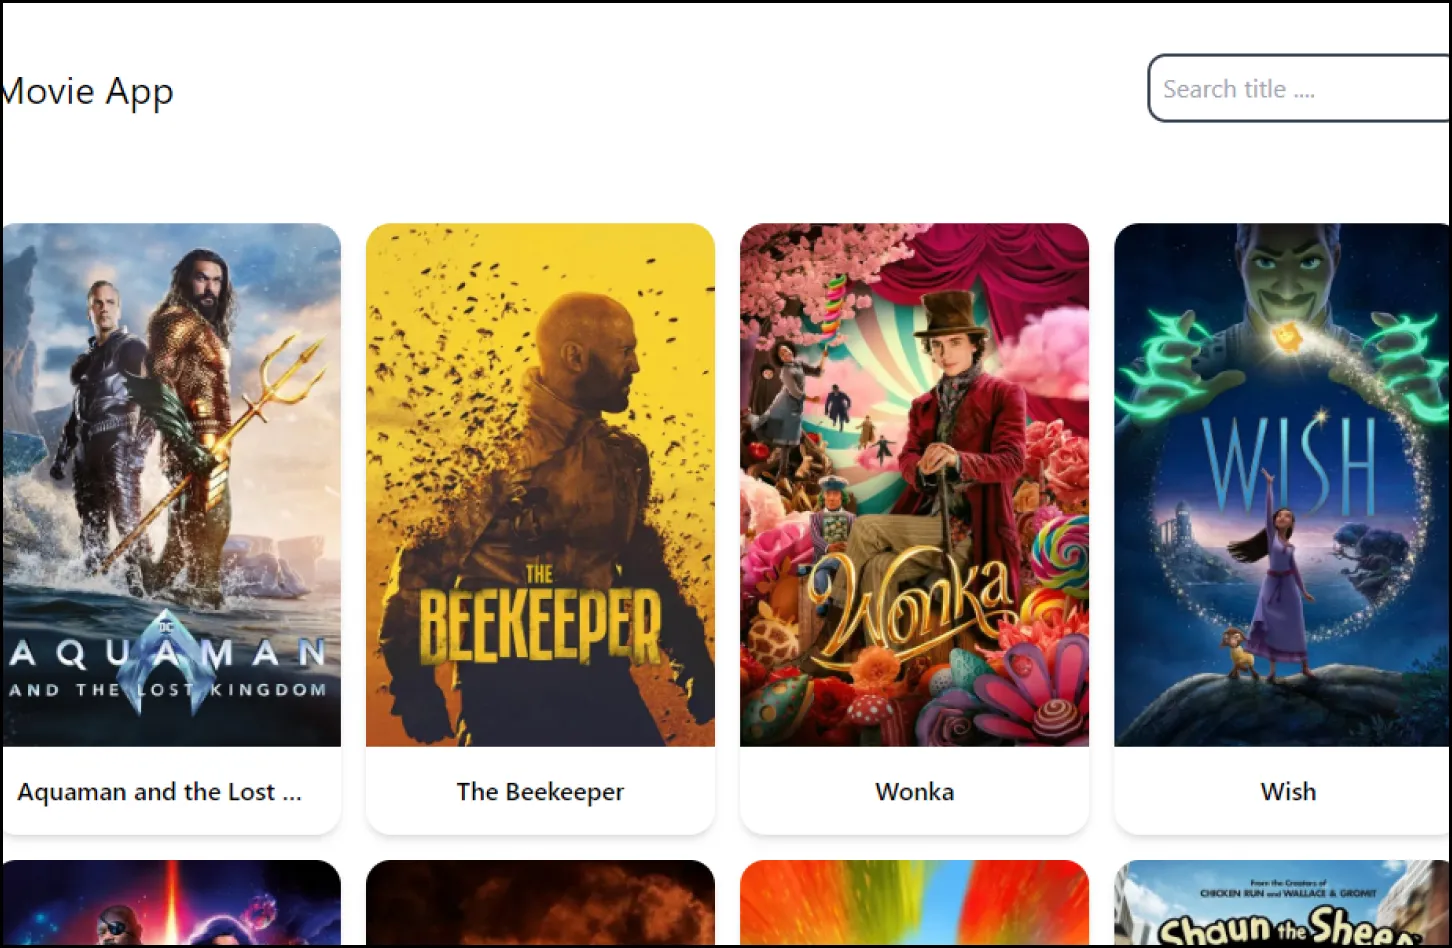 Movie App
Search title ....
DC
AQUAMAN
AND THE LOST KINGDOM
THE
BEEKEEPER
Wonka
WISH
Aquaman and the Lost ...
The Beekeeper
Wonka
Wish
From the Creators of
CHICKEN RUN and WALLACE & GROMIT
Shaun the Sheep